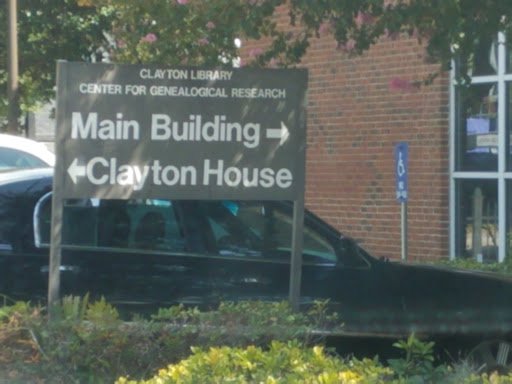 CLAYTON LIBRARY
CENTER FOR GENEALOGICAL RESEARCH
Main Building →
← Clayton House